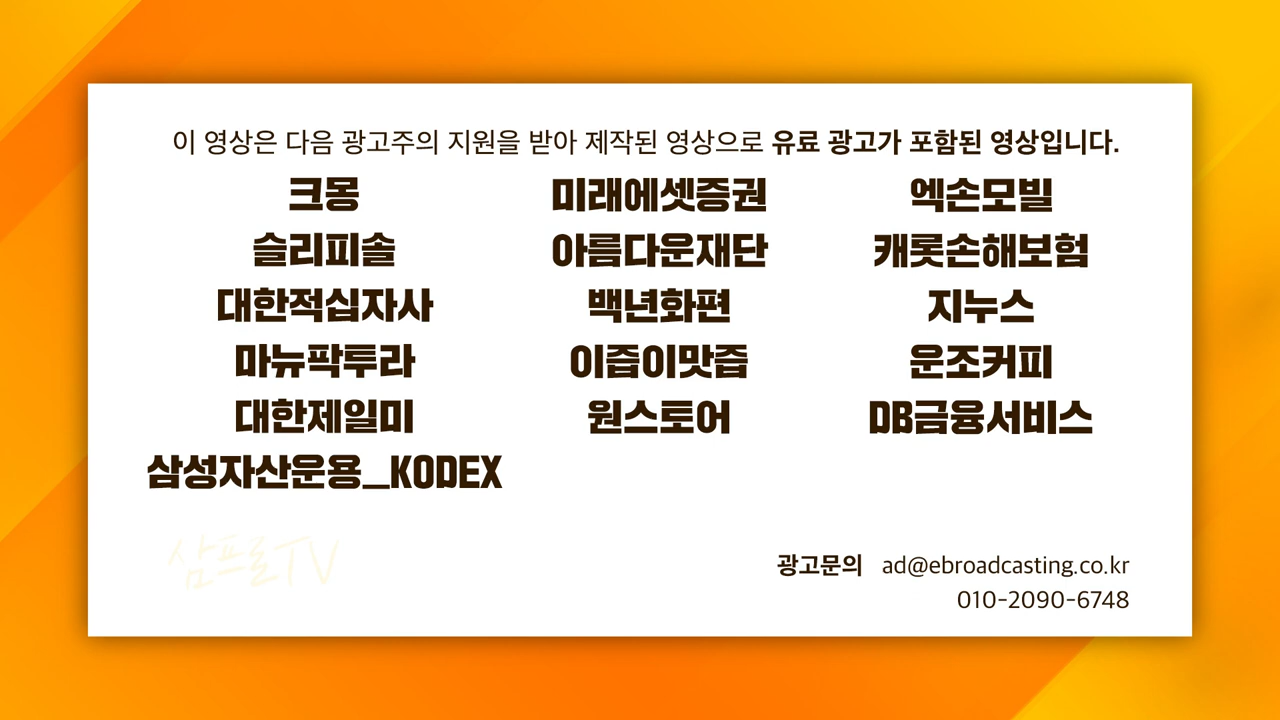 이 영상은 다음 광고주의 지원을 받아 제작된 영상으로 유료 광고가 포함된 영상입니다.
크몽 미래에셋증권 엑손모빌
슬리피솔 아름다운재단 캐롯손해보험
대한적십자사 백년화편 지누스
마뉴팍투라 이즙이맛즙 운조커피
대한제일미 원스토어 DB금융서비스
삼성자산운용_KODEX
삼프로TV
광고문의 ad@ebroadcasting.co.kr
010-2090-6748